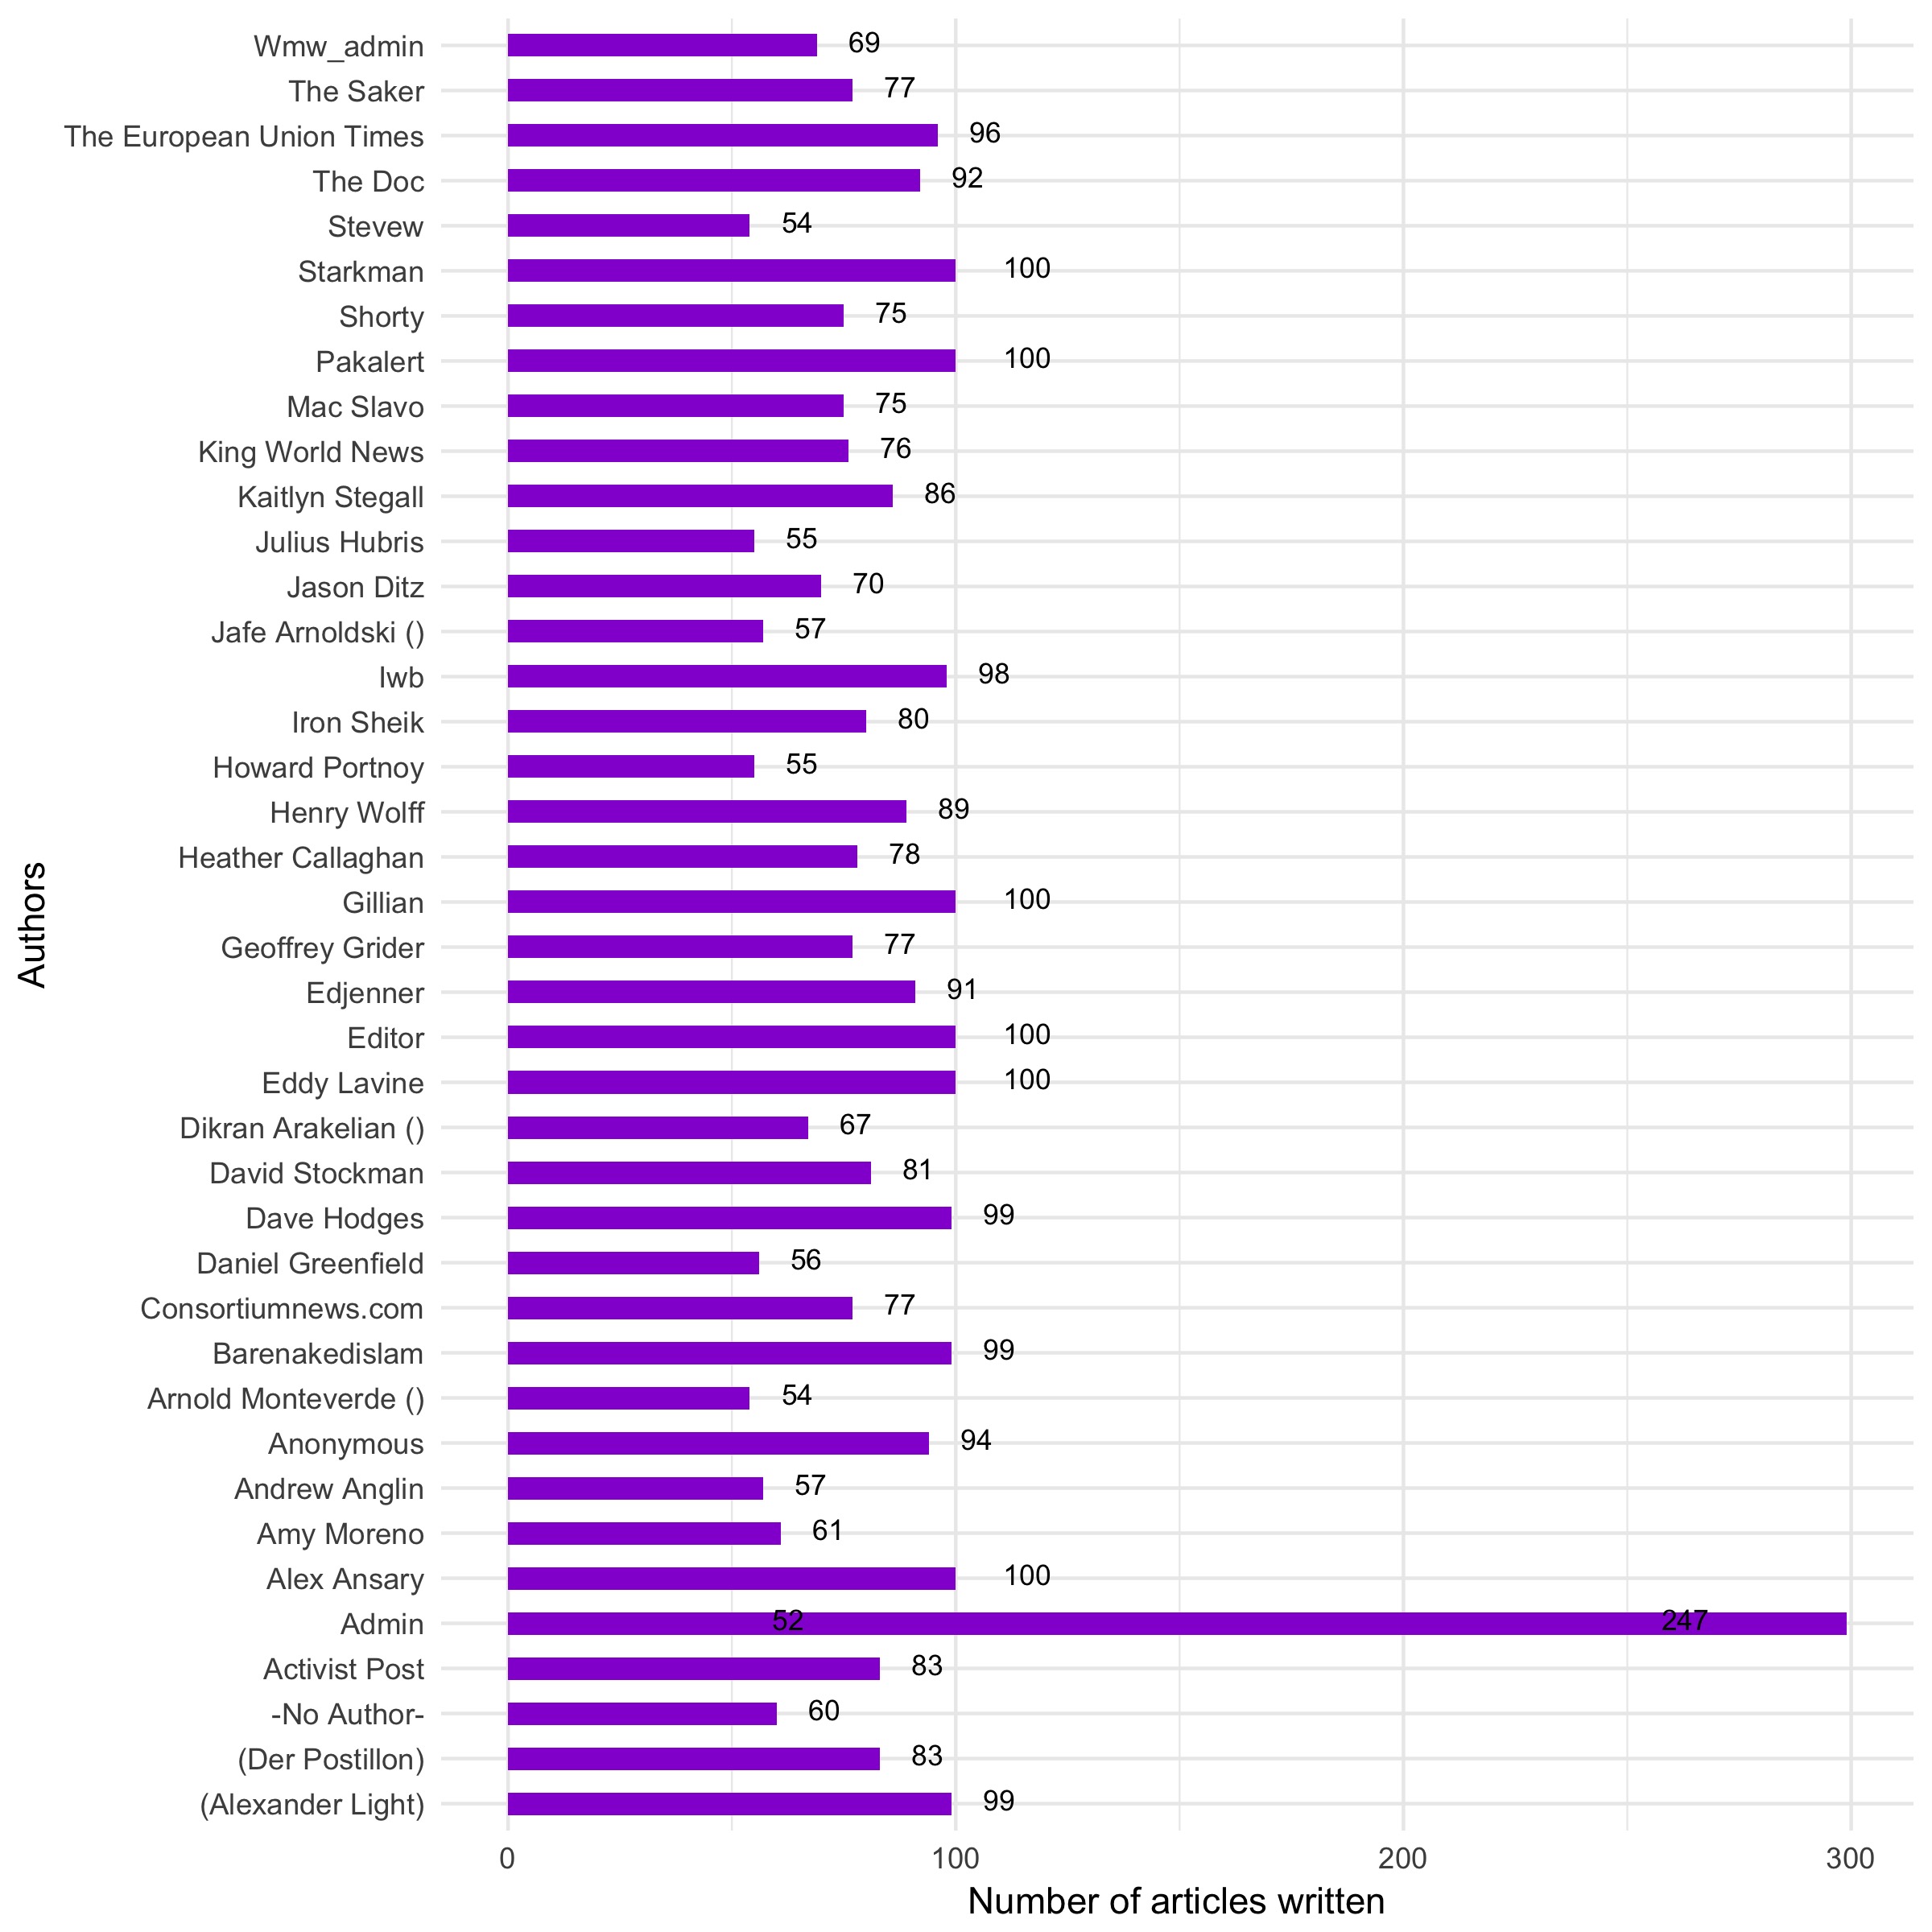 Wmw_admin 69
The Saker 77
The European Union Times 96
The Doc 92
Stevew 54
Starkman 100
Shorty 75
Pakalert 100
Mac Slavo 75
King World News 76
Kaitlyn Stegall 86
Julius Hubris 55
Jason Ditz 70
Jafe Arnoldski () 57
Iwb 98
Iron Sheik 80
Howard Portnoy 55
Henry Wolff 89
Heather Callaghan 78
Gillian 100
Geoffrey Grider 77
Edjenner 91
Editor 100
Eddy Lavine 100
Dikran Arakelian () 67
David Stockman 81
Dave Hodges 99
Daniel Greenfield 56
Consortiumnews.com 77
Barenakedislam 99
Arnold Monteverde () 54
Anonymous 94
Andrew Anglin 57
Amy Moreno 61
Alex Ansary 100
Admin 52 247
Activist Post 83
-No Author- 60
(Der Postillon) 83
(Alexander Light) 99
Authors
0 100 200 300
Number of articles written